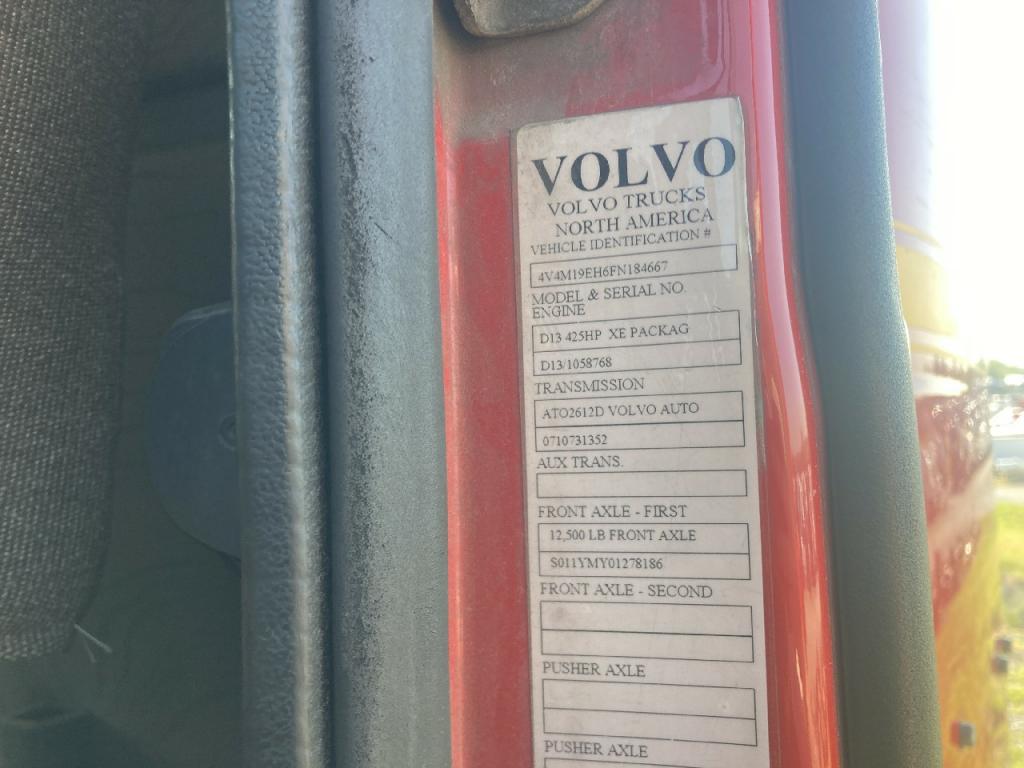 VOLVO
VOLVO TRUCKS
NORTH AMERICA
VEHICLE IDENTIFICATION #
4V4M19EH6FN184667
MODEL & SERIAL NO.
ENGINE
D13 425HP XE PACKAG
D13/1058768
TRANSMISSION
ATO2612D VOLVO AUTO
0710731352
AUX TRANS.
FRONT AXLE - FIRST
12,500 LB FRONT AXLE
S011YMY01278186
FRONT AXLE - SECOND
PUSHER AXLE
PUSHER AXLE